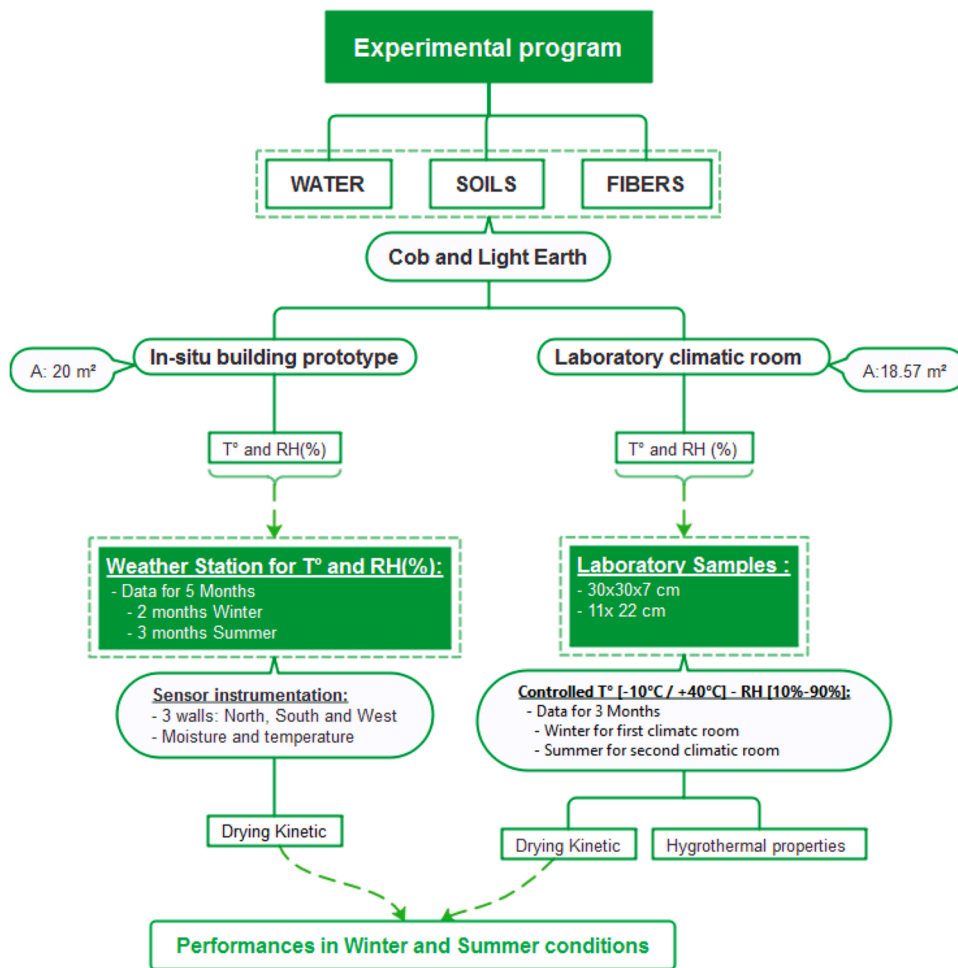 Experimental program
WATER
SOILS
FIBERS
Cob and Light Earth
In-situ building prototype
Laboratory climatic room
A: 20 m²
A:18.57 m²
T° and RH(%)
T° and RH (%)
Weather Station for T° and RH(%):
- Data for 5 Months
- 2 months Winter
- 3 months Summer
Laboratory Samples :
- 30x30x7 cm
- 11x 22 cm
Sensor instrumentation:
- 3 walls: North, South and West
- Moisture and temperature
Controlled T° [-10°C / +40°C] - RH [10%-90%]:
- Data for 3 Months
- Winter for first climatc room
- Summer for second climatic room
Drying Kinetic
Drying Kinetic
Hygrothermal properties
Performances in Winter and Summer conditions